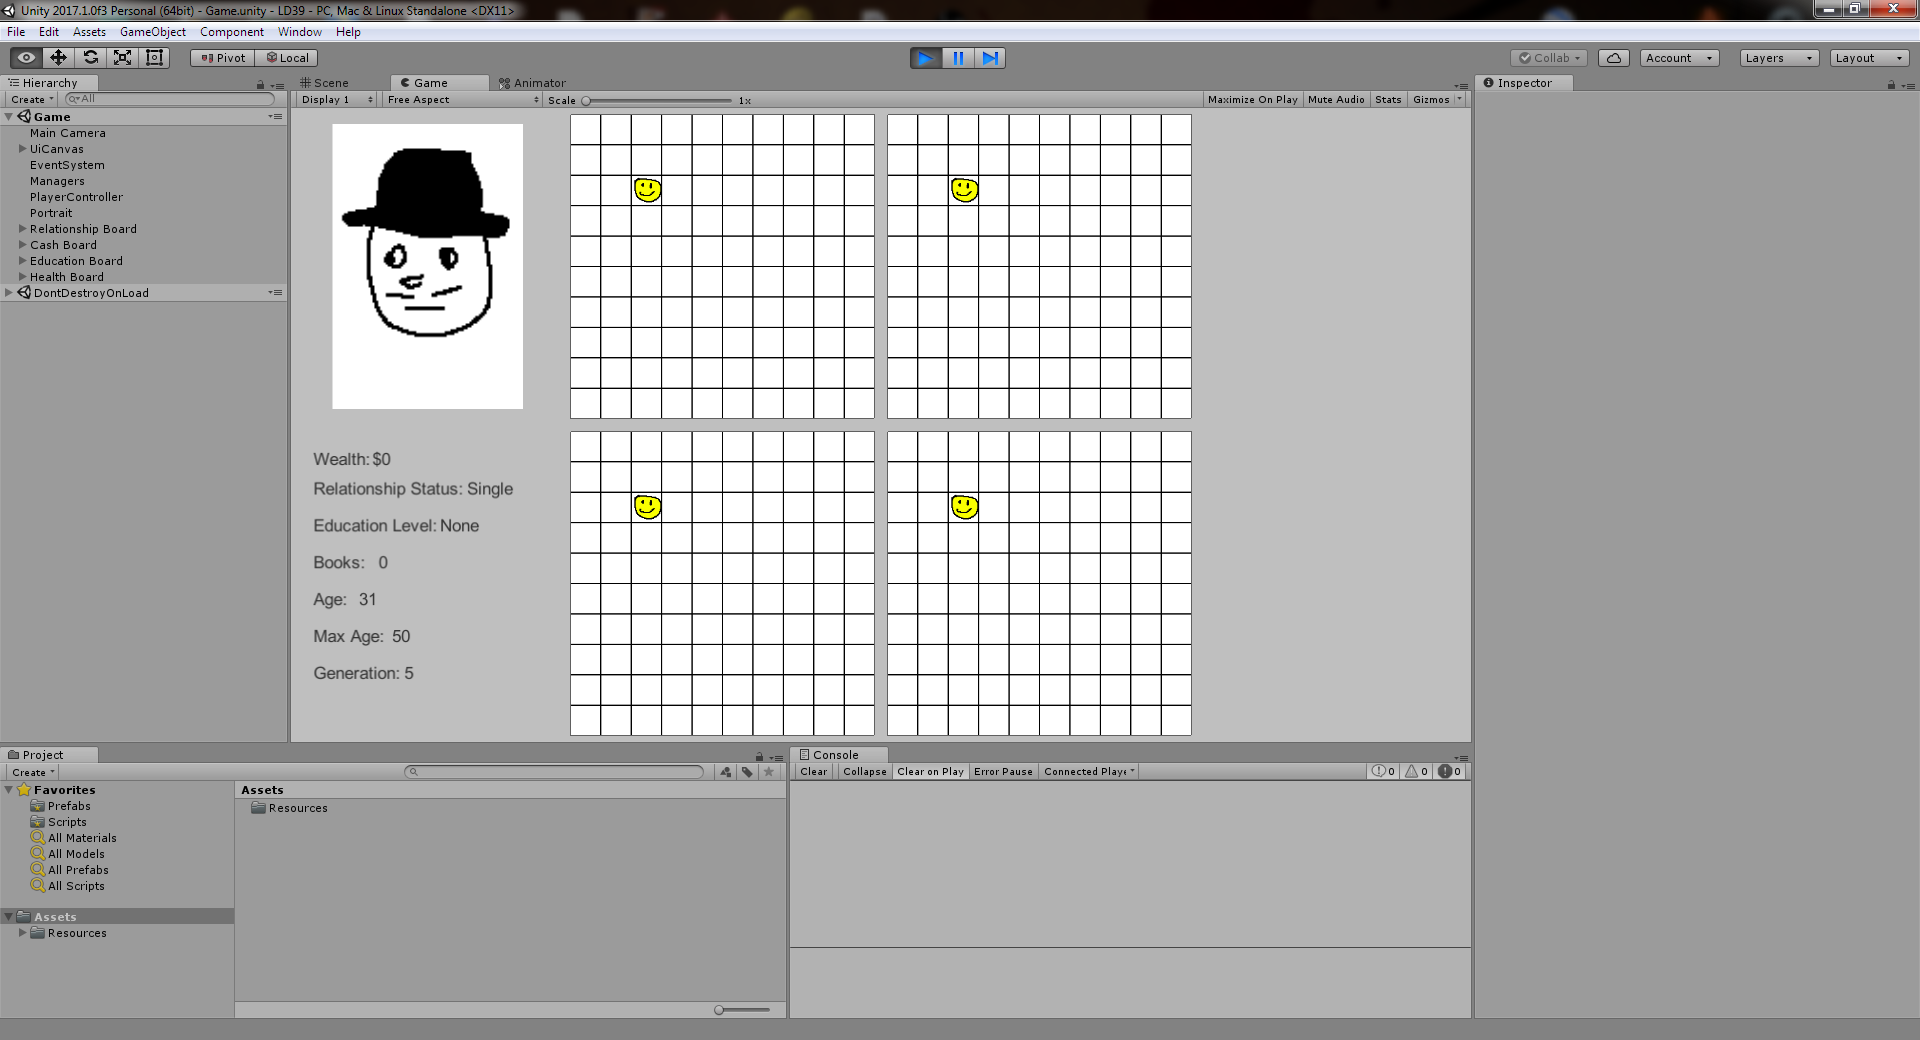 Unity 2017.1.0f3 Personal (64bit) - Game.unity - LD39 - PC, Mac & Linux Standalone <DX11>
File Edit Assets GameObject Component Window Help
Pivot Local Collab Account Layers Layout
Hierarchy Scene Game Animator Inspector
Create All Display 1 Free Aspect Scale 1x Maximize On Play Mute Audio Stats Gizmos
Game
Main Camera
UiCanvas
EventSystem
Managers
PlayerController
Portrait
Relationship Board
Cash Board
Education Board
Health Board
DontDestroyOnLoad
Wealth: $0
Relationship Status: Single
Education Level: None
Books: 0
Age: 31
Max Age: 50
Generation: 5
Project Console
Create Clear Collapse Clear on Play Error Pause Connected Playe 0 0 0
Favorites
Prefabs
Scripts
All Materials
All Models
All Prefabs
All Scripts
Assets
Resources
Assets
Resources